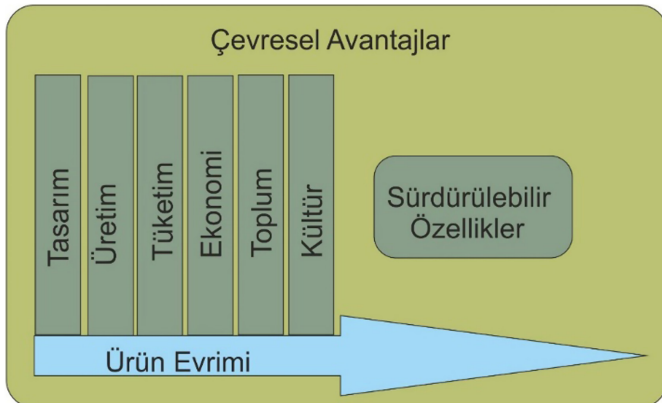 Çevresel Avantajlar
Tasarım
Üretim
Tüketim
Ekonomi
Toplum
Kültür
Sürdürülebilir
Özellikler
Ürün Evrimi